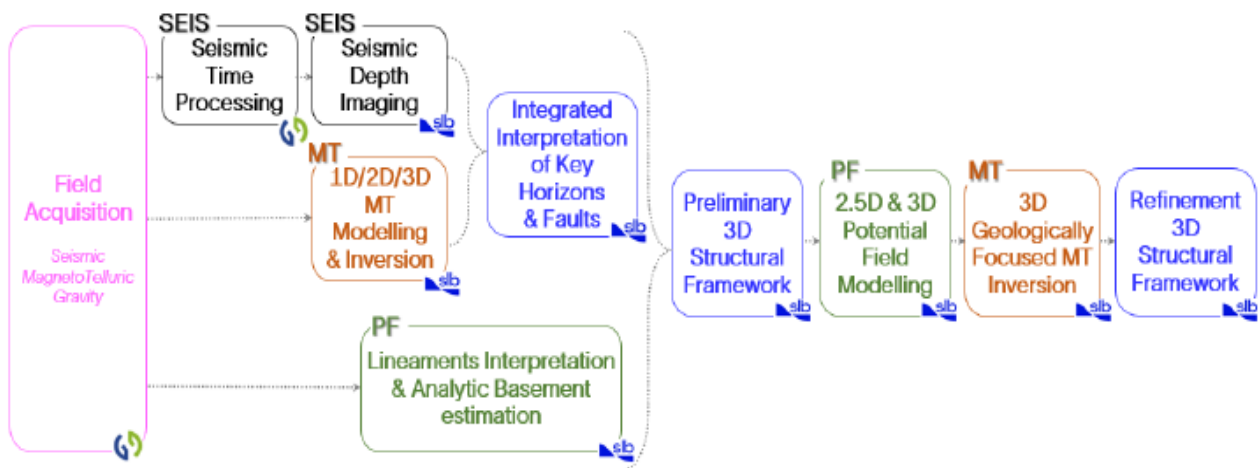 Field
Acquisition
Seismic
MagnetoTelluric
Gravity
SEIS
Seismic
Time
Processing
SEIS
Seismic
Depth
Imaging
slb
MT
1D/2D/3D
MT
Modelling
& Inversion
slb
PF
Lineaments Interpretation
& Analytic Basement
estimation
slb
Integrated
Interpretation
of Key
Horizons
& Faults
slb
Preliminary
3D
Structural
Framework
slb
PF
2.5D & 3D
Potential
Field
Modelling
slb
MT
3D
Geologically
Focused MT
Inversion
slb
Refinement
3D
Structural
Framework
slb